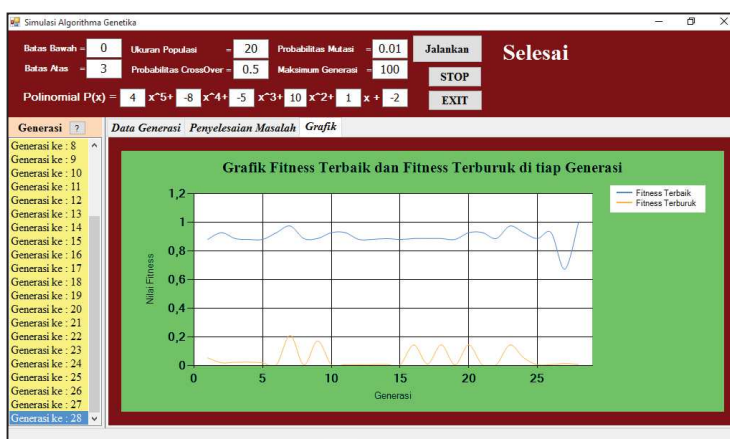 Simulasi Algoritma Genetika
Batas Bawah = 0 Ukuran Populasi = 20 Probabilitas Mutasi = 0.01 Jalankan Selesai
Batas Atas = 3 Probabilitas CrossOver = 0.5 Maksimum Generasi = 100 STOP
Polinomial P(x) = 4 x^5+ -8 x^4+ -5 x^3+ 10 x^2+ 1 x + -2 EXIT
Generasi ? Data Generasi Penyelesaian Masalah Grafik
Generasi ke : 8
Generasi ke : 9
Generasi ke : 10
Generasi ke : 11
Generasi ke : 12
Generasi ke : 13
Generasi ke : 14
Generasi ke : 15
Generasi ke : 16
Generasi ke : 17
Generasi ke : 18
Generasi ke : 19
Generasi ke : 20
Generasi ke : 21
Generasi ke : 22
Generasi ke : 23
Generasi ke : 24
Generasi ke : 25
Generasi ke : 26
Generasi ke : 27
Generasi ke : 28
Grafik Fitness Terbaik dan Fitness Terburuk di tiap Generasi
Fitness Terbaik
Fitness Terburuk
Nilai Fitness
1,2
1
0,8
0,6
0,4
0,2
0
0 5 10 15 20 25
Generasi